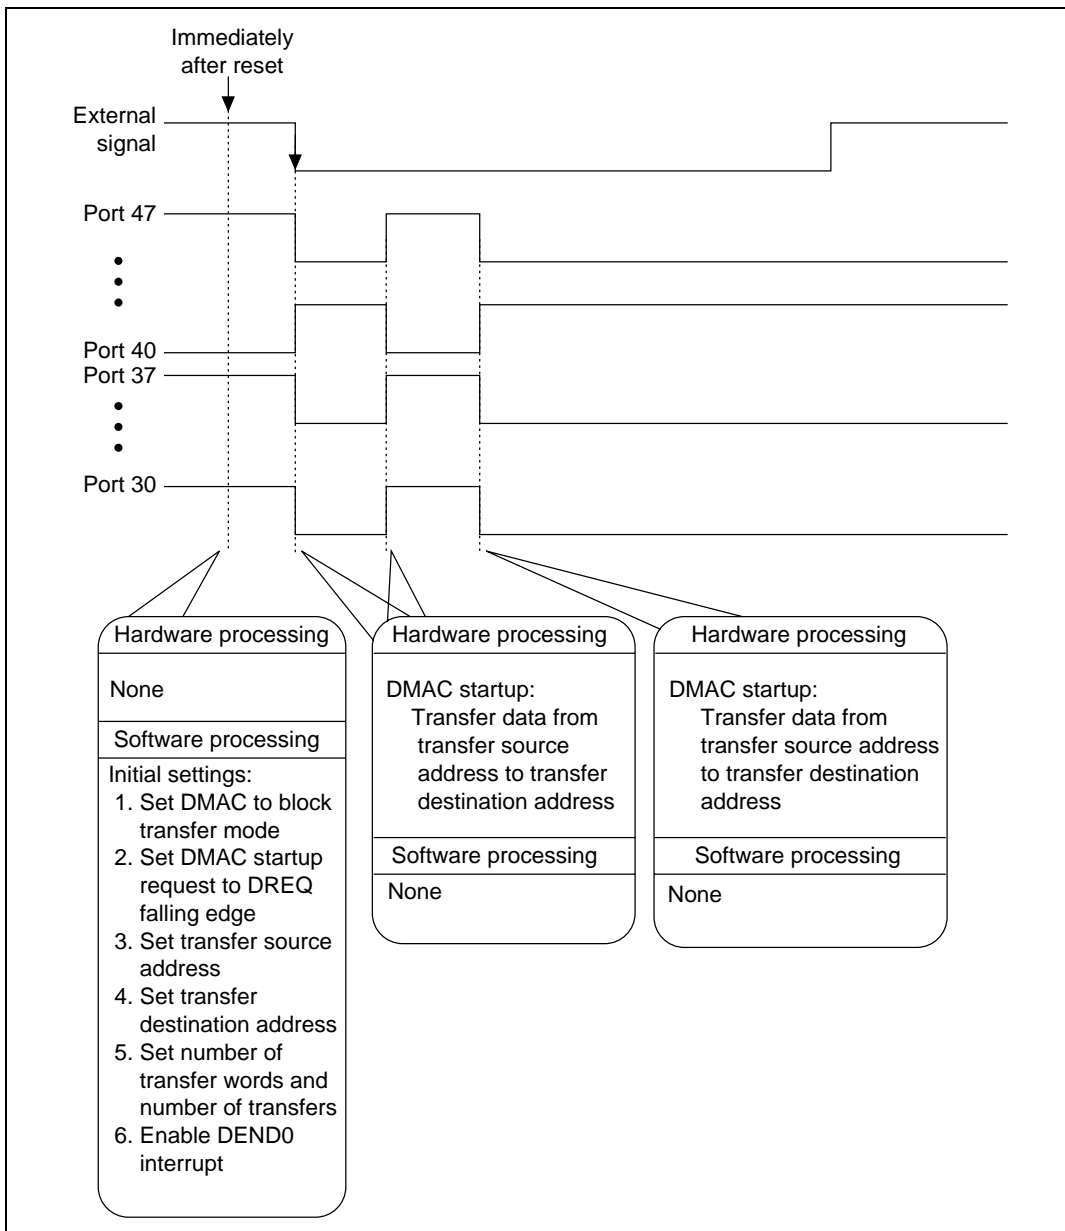 Immediately
after reset
External
signal
Port 47
Port 40
Port 37
Port 30
Hardware processing
None
Software processing
Initial settings:
1. Set DMAC to block
transfer mode
2. Set DMAC startup
request to DREQ
falling edge
3. Set transfer source
address
4. Set transfer
destination address
5. Set number of
transfer words and
number of transfers
6. Enable DEND0
interrupt
Hardware processing
DMAC startup:
Transfer data from
transfer source
address to transfer
destination address
Software processing
None
Hardware processing
DMAC startup:
Transfer data from
transfer source address
to transfer destination
address
Software processing
None